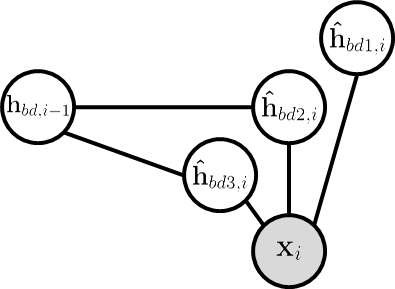 ĥ_{bd1,i}
h_{bd,i−1}
ĥ_{bd2,i}
ĥ_{bd3,i}
x_i